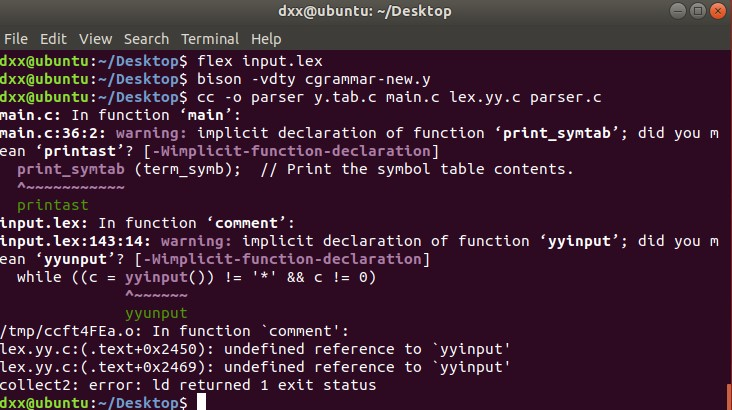 dxx@ubuntu: ~/Desktop
File Edit View Search Terminal Help
dxx@ubuntu:~/Desktop$ flex input.lex
dxx@ubuntu:~/Desktop$ bison -vdty cgrammar-new.y
dxx@ubuntu:~/Desktop$ cc -o parser y.tab.c main.c lex.yy.c parser.c
main.c: In function ‘main’:
main.c:36:2: warning: implicit declaration of function ‘print_symtab’; did you m
ean ‘printast’? [-Wimplicit-function-declaration]
  print_symtab (term_symb);  // Print the symbol table contents.
  ^~~~~~~~~~~~
  printast
input.lex: In function ‘comment’:
input.lex:143:14: warning: implicit declaration of function ‘yyinput’; did you m
ean ‘yyunput’? [-Wimplicit-function-declaration]
  while ((c = yyinput()) != '*' && c != 0)
              ^~~~~~~
              yyunput
/tmp/ccft4FEa.o: In function `comment':
lex.yy.c:(.text+0x2450): undefined reference to `yyinput'
lex.yy.c:(.text+0x2469): undefined reference to `yyinput'
collect2: error: ld returned 1 exit status
dxx@ubuntu:~/Desktop$